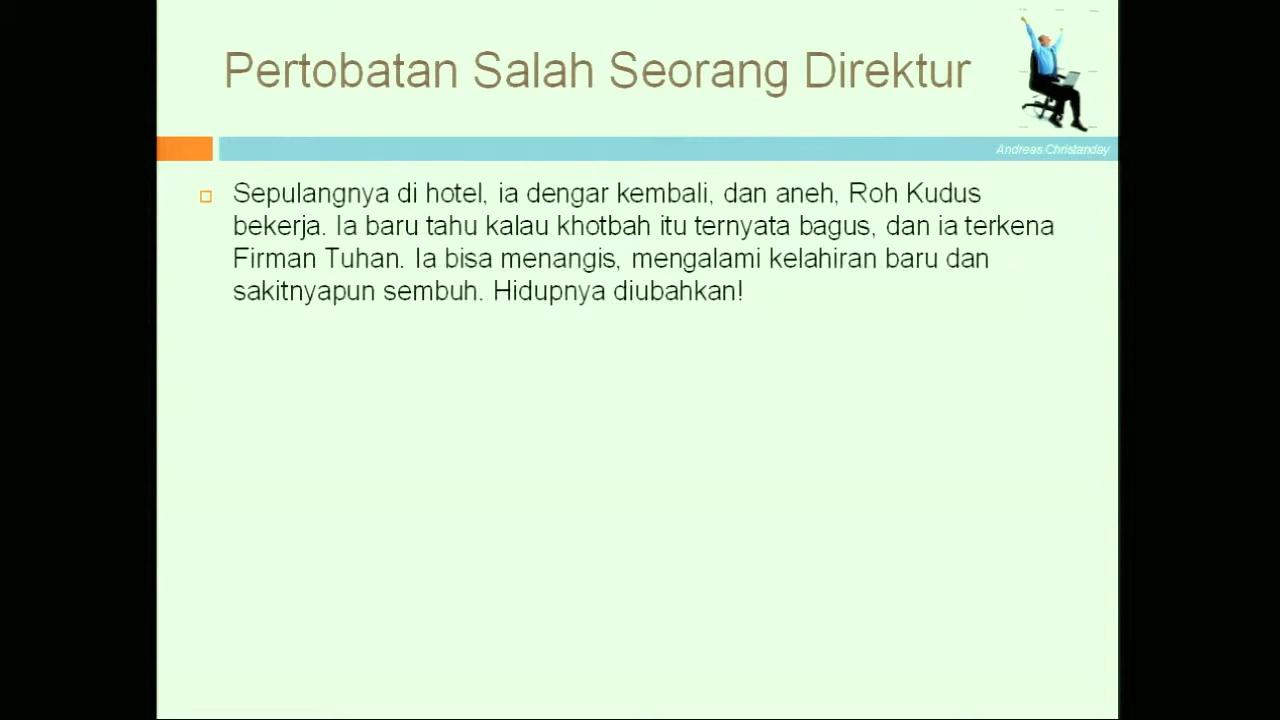 Pertobatan Salah Seorang Direktur
Andreas Christanday
Sepulangnya di hotel, ia dengar kembali, dan aneh, Roh Kudus
bekerja. Ia baru tahu kalau khotbah itu ternyata bagus, dan ia terkena
Firman Tuhan. Ia bisa menangis, mengalami kelahiran baru dan
sakitnyapun sembuh. Hidupnya diubahkan!